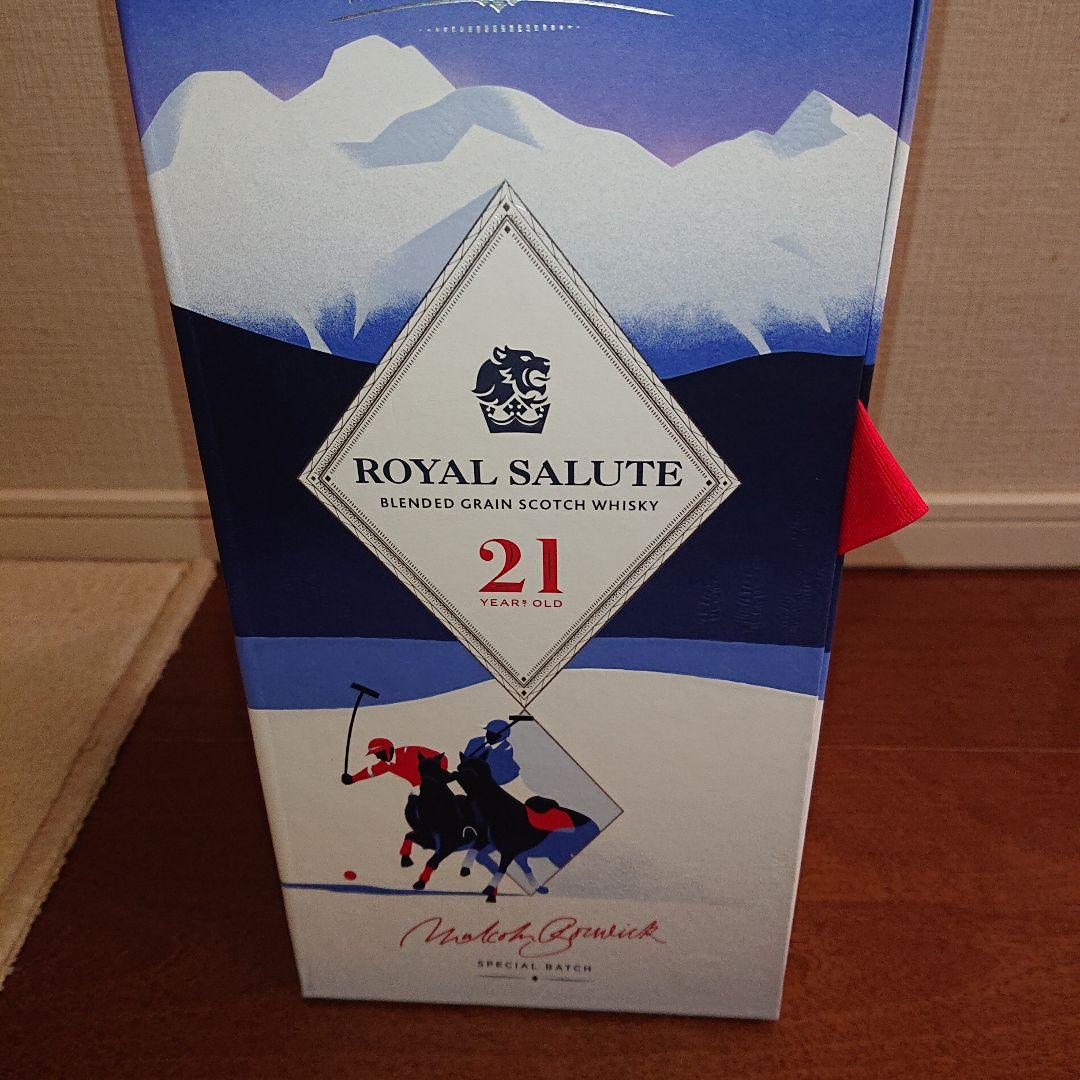 ROYAL SALUTE
BLENDED GRAIN SCOTCH WHISKY
21
YEARS OLD
Malcolm Borwick
SPECIAL BATCH